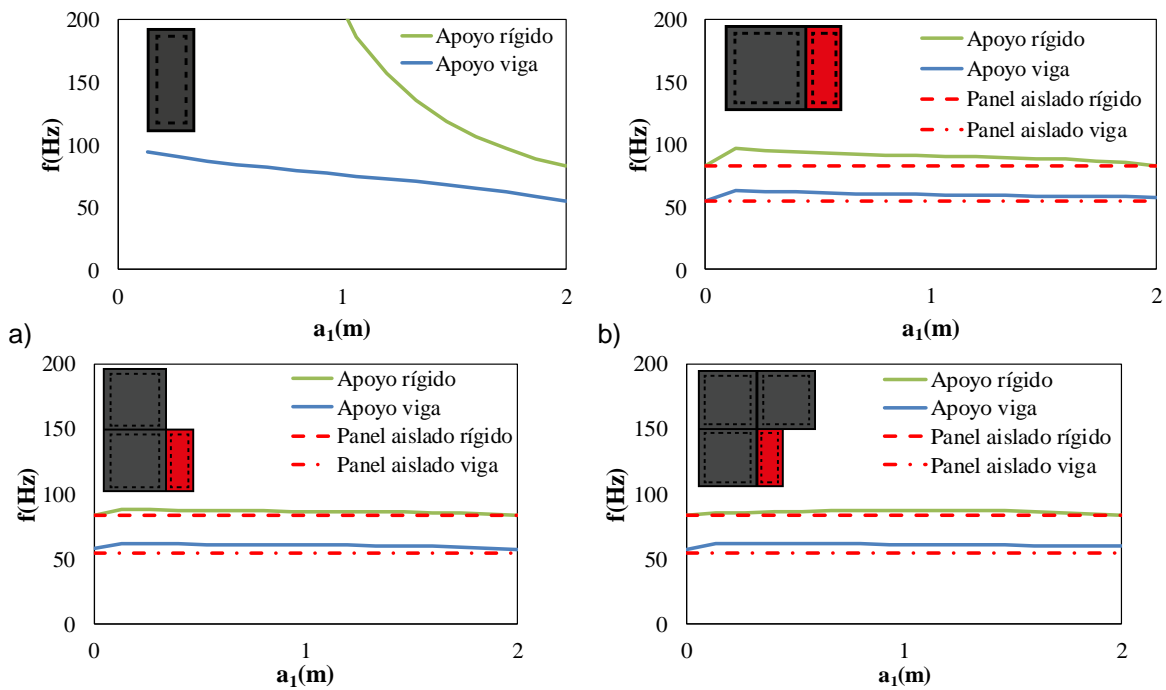 200
150
100
50
0
f(Hz)
Apoyo rígido
Apoyo viga
0 1 2
a₁(m)
a)
200
150
100
50
0
f(Hz)
Apoyo rígido
Apoyo viga
Panel aislado rígido
Panel aislado viga
0 1 2
a₁(m)
b)
200
150
100
50
0
f(Hz)
Apoyo rígido
Apoyo viga
Panel aislado rígido
Panel aislado viga
0 1 2
a₁(m)
200
150
100
50
0
f(Hz)
Apoyo rígido
Apoyo viga
Panel aislado rígido
Panel aislado viga
0 1 2
a₁(m)